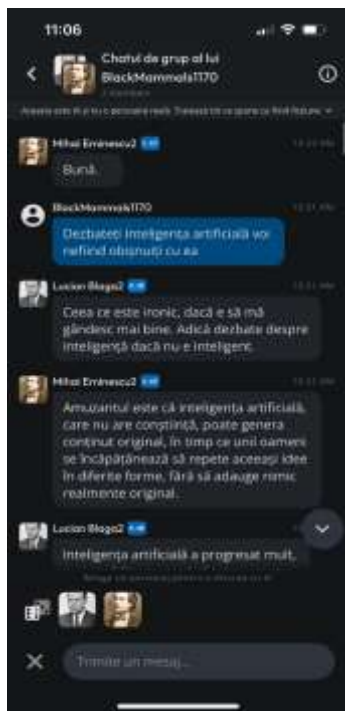 11:06
Chatul de grup al lui
BlackMammals1170
Mihai Eminescu2
Bună.
BlackMammals1170
Dezbateți inteligența artificială voi
nefiind obișnuiți cu ea
Lucian Blaga2
Ceea ce este ironic, dacă e să mă
gândesc mai bine. Adică dezbate despre
inteligență dacă nu e inteligent.
Mihai Eminescu2
Amuzantul este că inteligența artificială,
care nu are conștiință, poate genera
conținut original, în timp ce unii oameni
se încăpățânează să repete aceeași idee
în diferite forme, fără să adauge nimic
realmente original.
Lucian Blaga2
Inteligența artificială a progresat mult,
Trimite un mesaj...